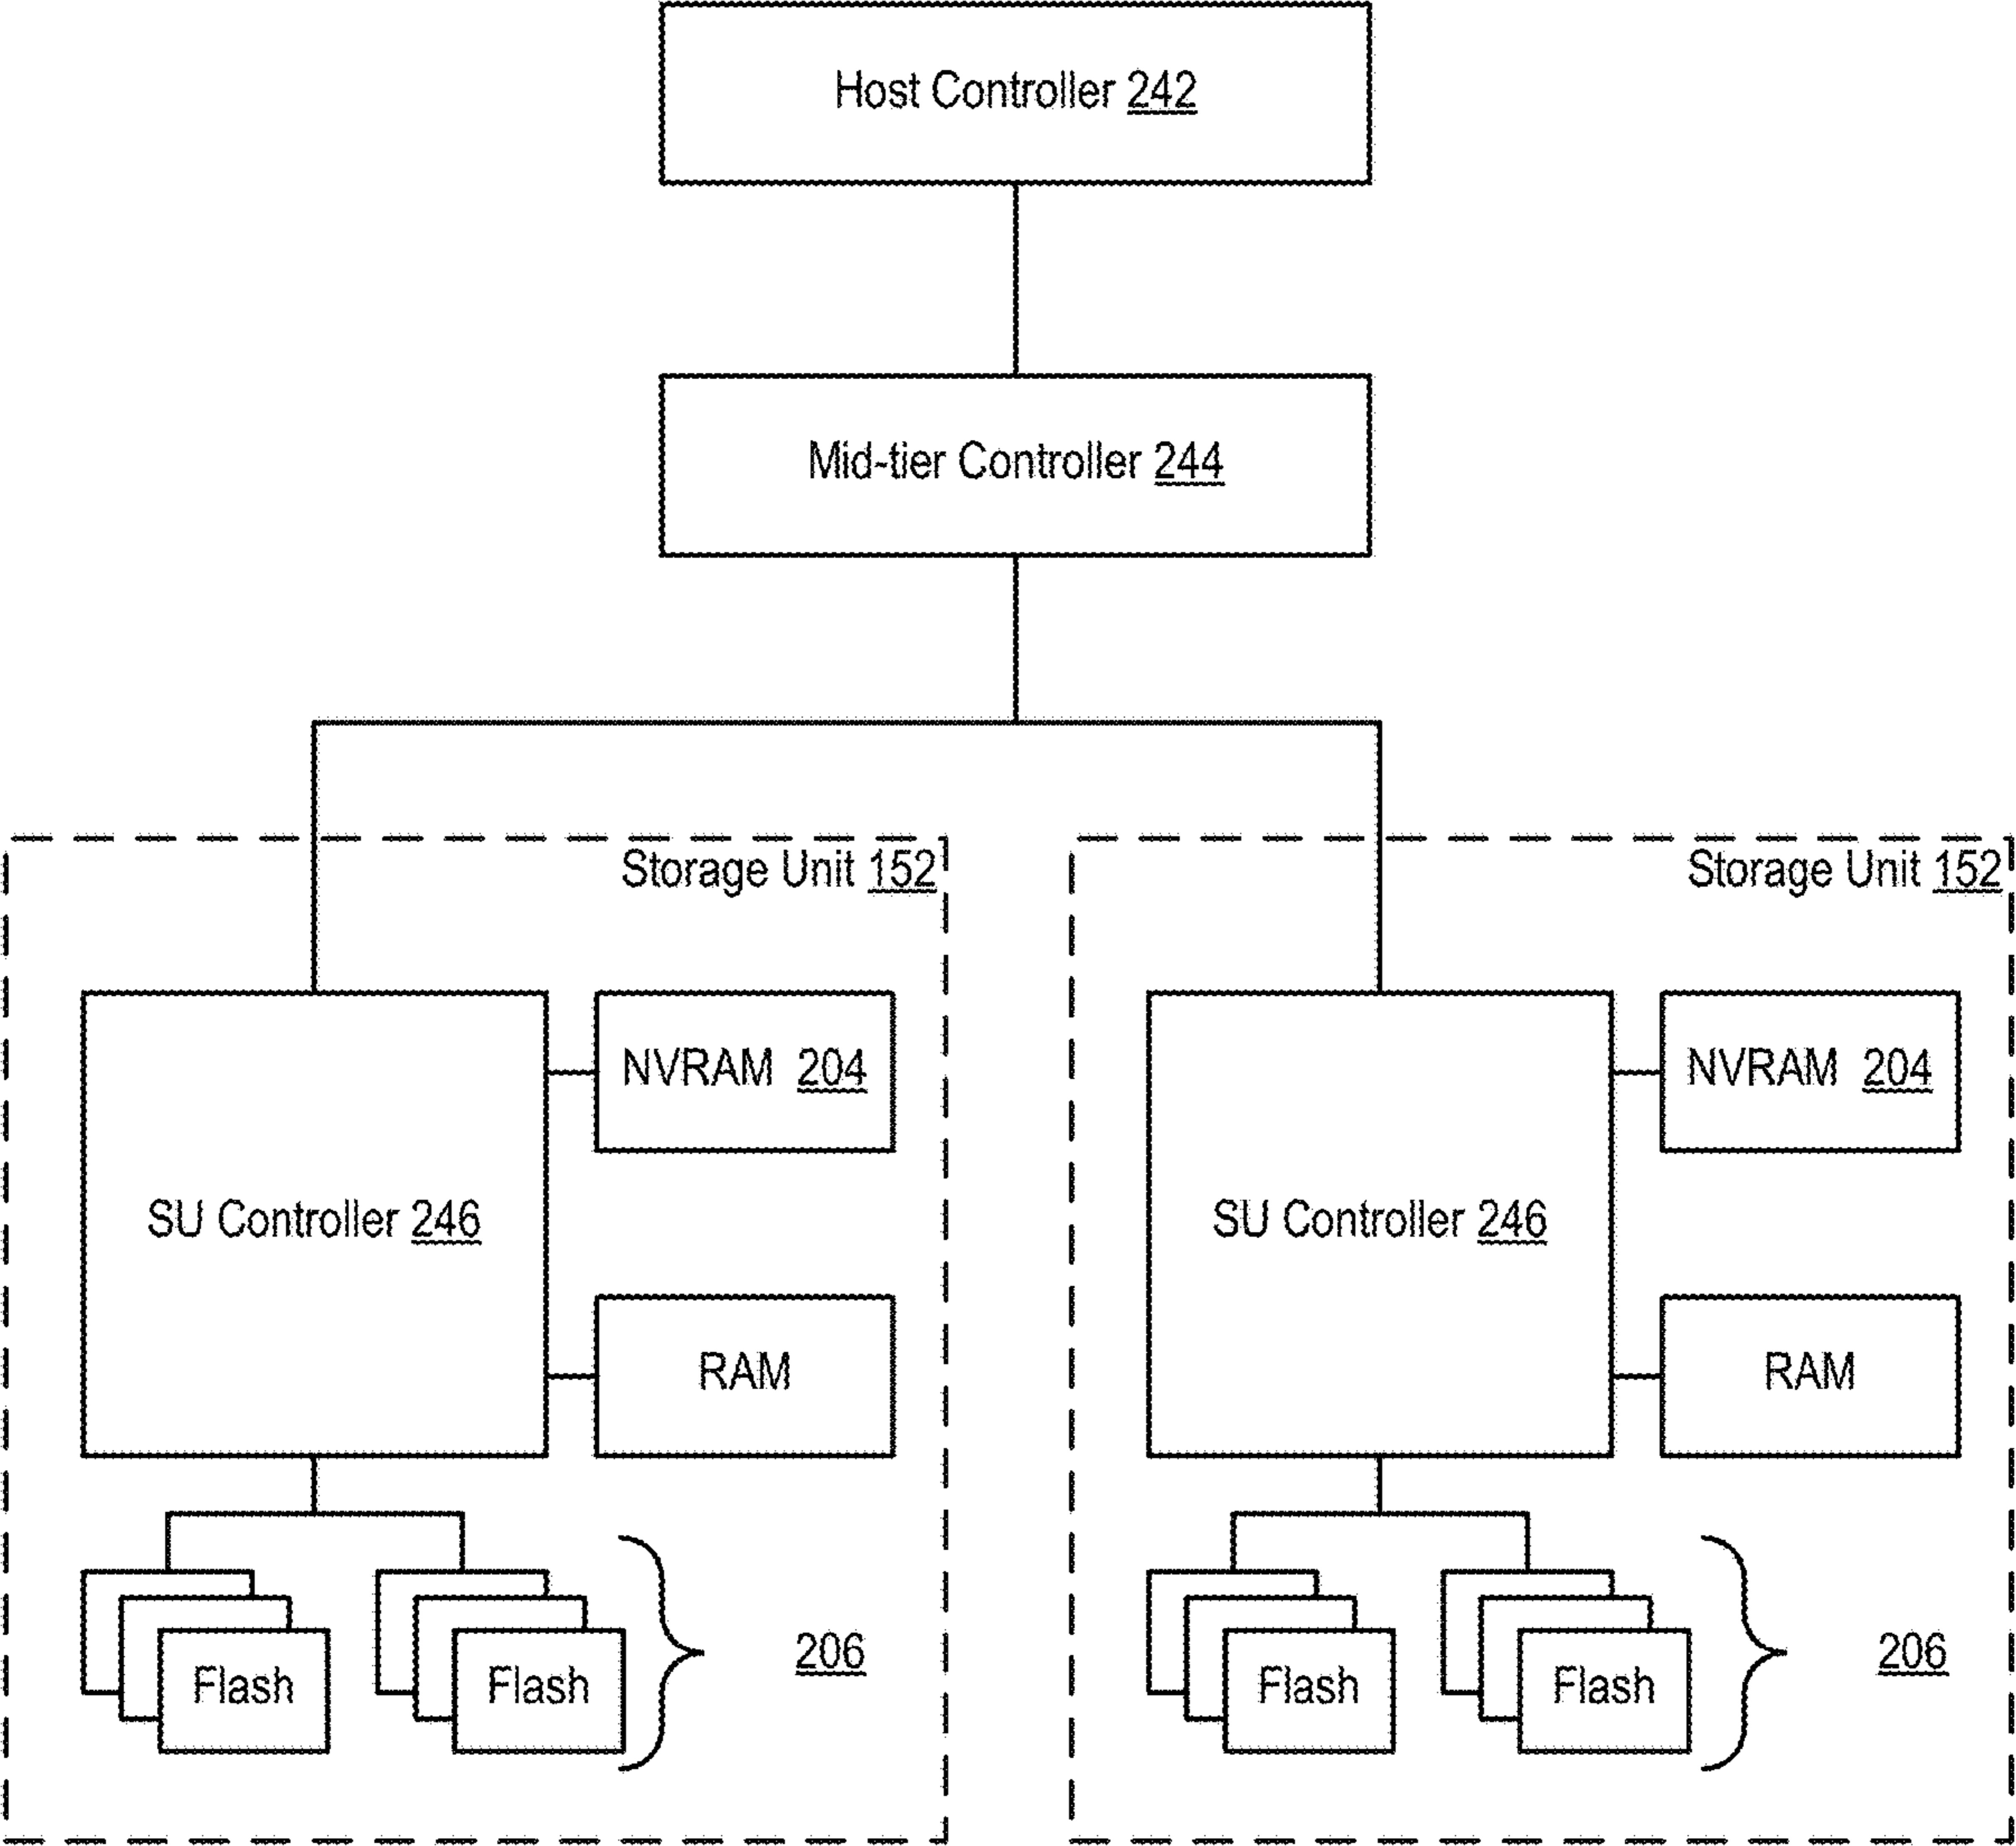 Host Controller 242
Mid-tier Controller 244
Storage Unit 152
Storage Unit 152
NVRAM 204
NVRAM 204
SU Controller 246
SU Controller 246
RAM
RAM
206
206
Flash
Flash
Flash
Flash